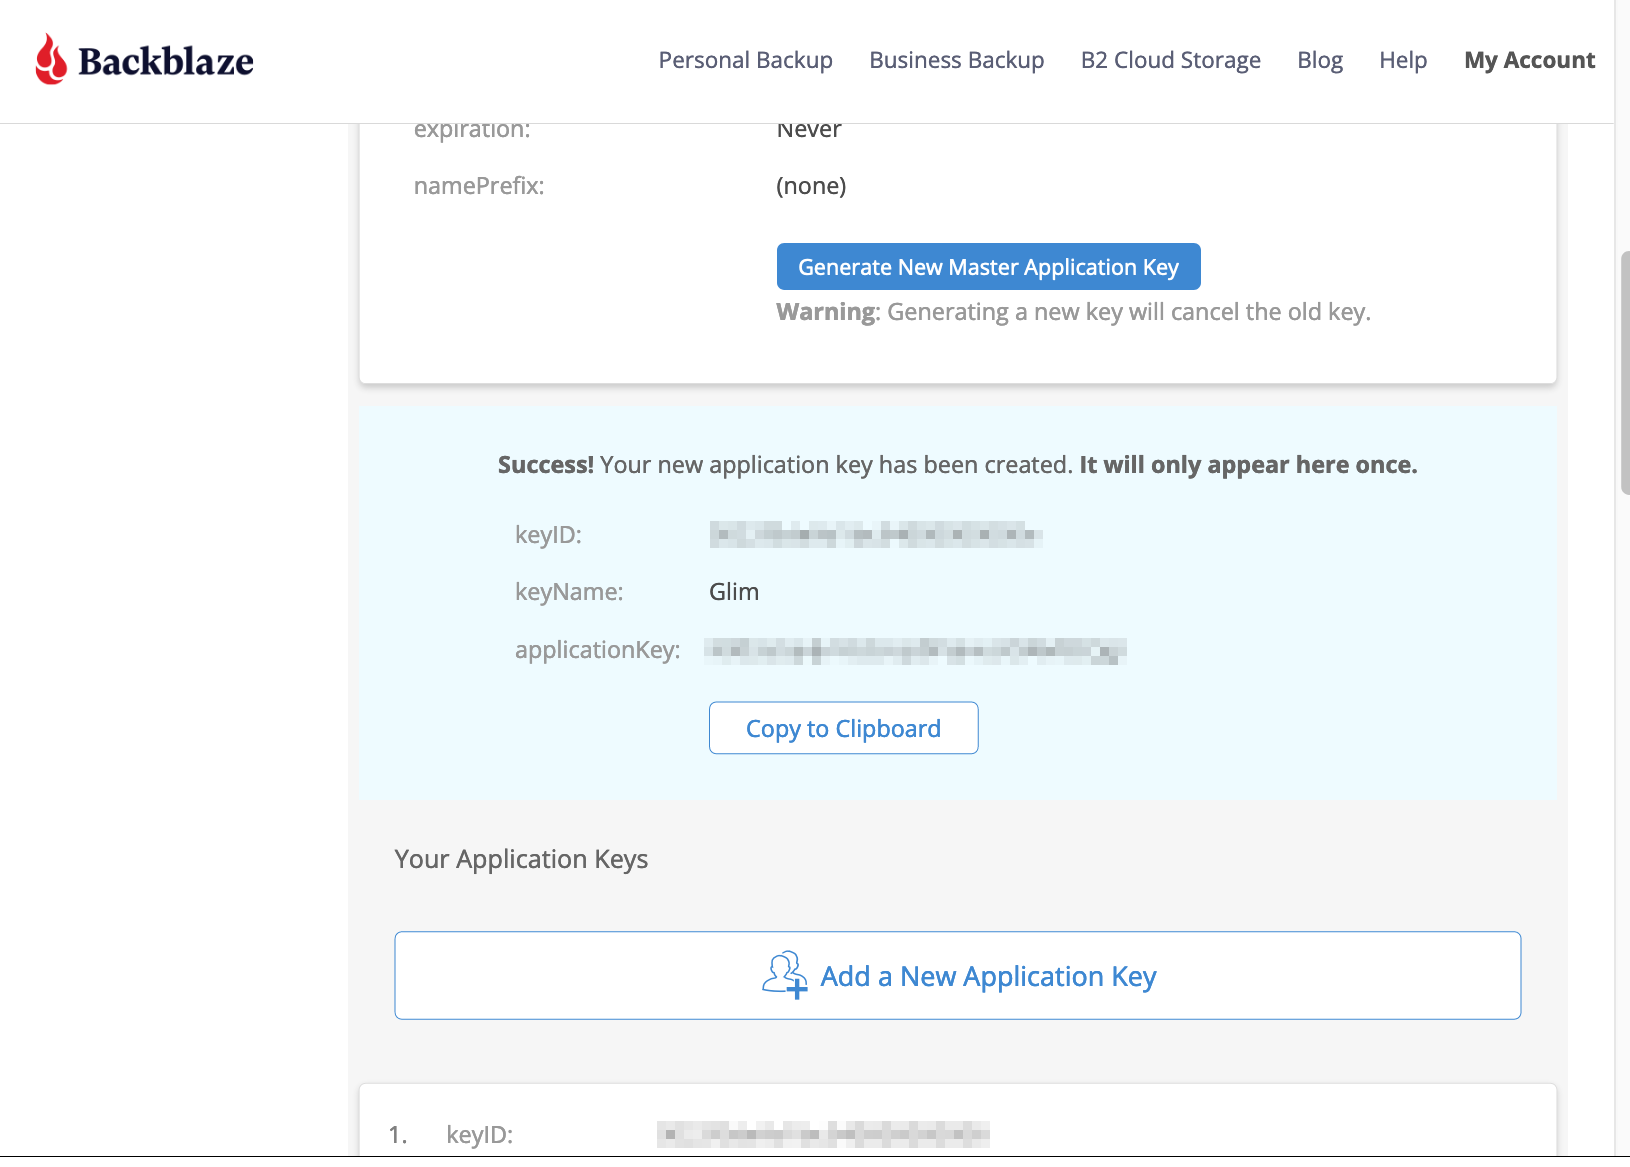 Backblaze
Personal Backup Business Backup B2 Cloud Storage Blog Help My Account
expiration: Never
namePrefix: (none)
Generate New Master Application Key
Warning: Generating a new key will cancel the old key.
Success! Your new application key has been created. It will only appear here once.
keyID:
keyName: Glim
applicationKey:
Copy to Clipboard
Your Application Keys
Add a New Application Key
1. keyID: